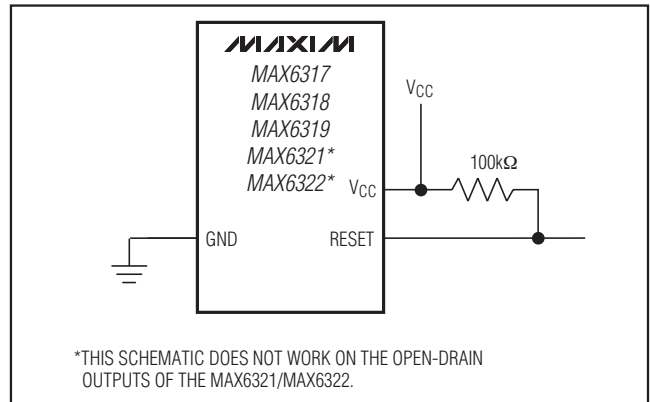 MAXIM
MAX6317
MAX6318
MAX6319
MAX6321*
MAX6322*
VCC
VCC
100kΩ
GND
RESET
*THIS SCHEMATIC DOES NOT WORK ON THE OPEN-DRAIN
OUTPUTS OF THE MAX6321/MAX6322.